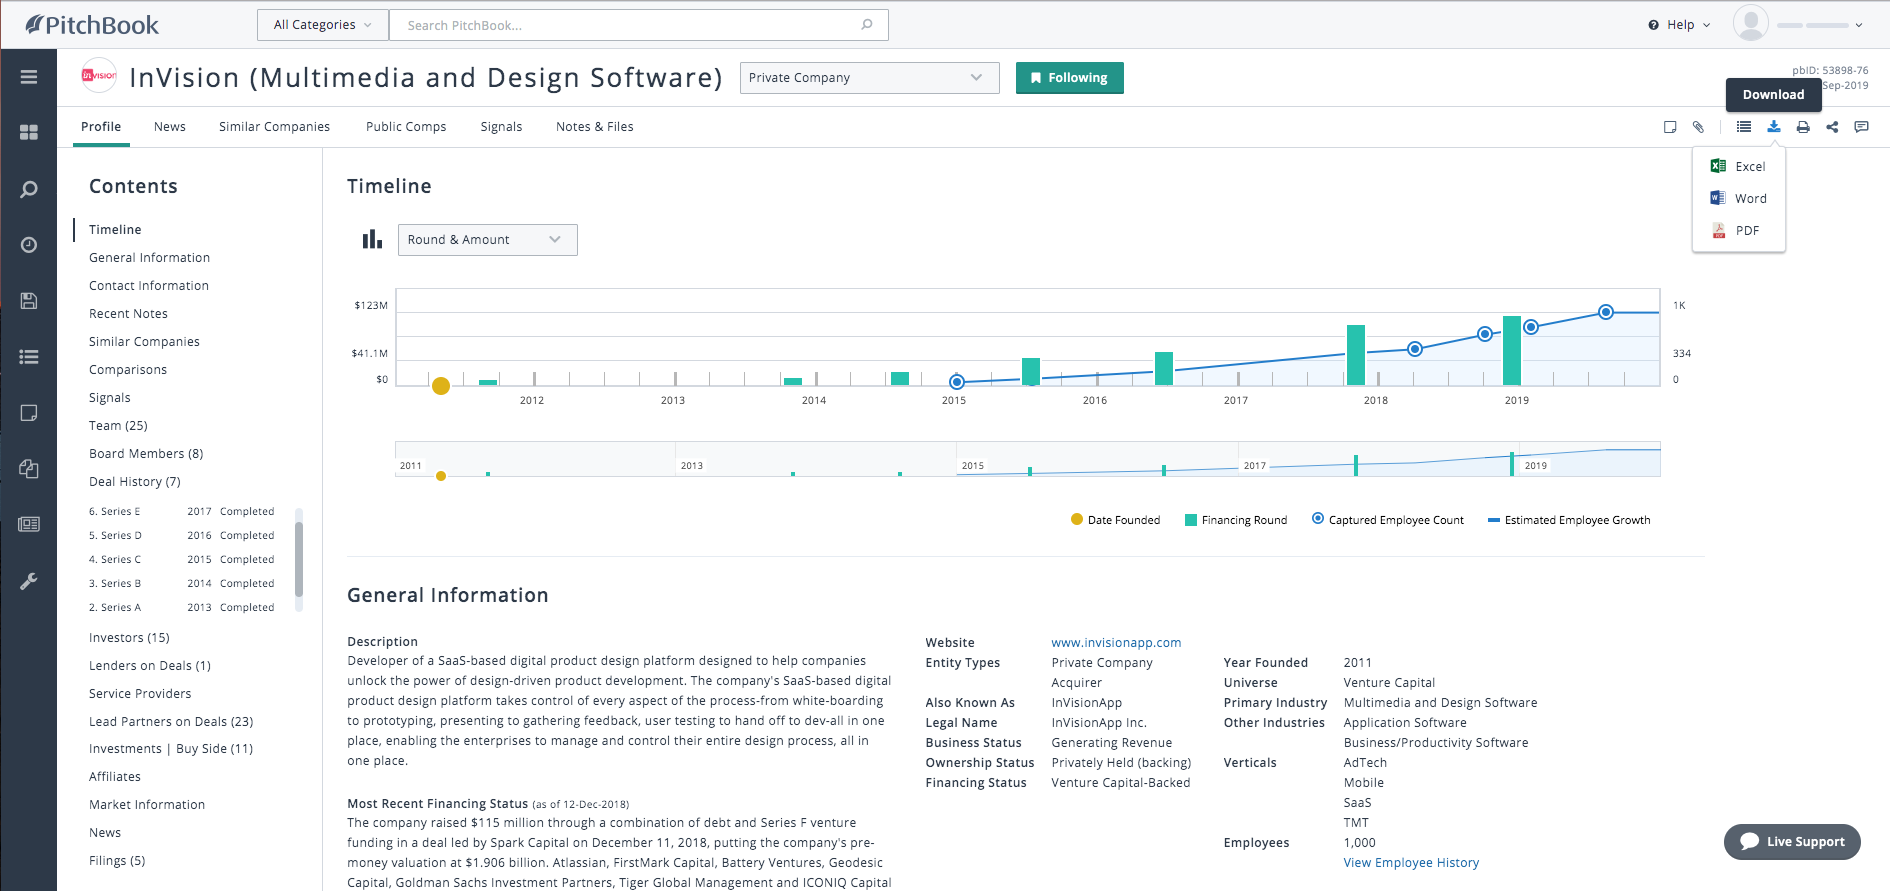 PitchBook
All Categories
Search PitchBook...
Help
invision
InVision (Multimedia and Design Software)
Private Company
Following
pbID: 53898-76
Sep-2019
Download
Profile
News
Similar Companies
Public Comps
Signals
Notes & Files
Excel
Word
PDF
Contents
Timeline
General Information
Contact Information
Recent Notes
Similar Companies
Comparisons
Signals
Team (25)
Board Members (8)
Deal History (7)
6. Series E 2017 Completed
5. Series D 2016 Completed
4. Series C 2015 Completed
3. Series B 2014 Completed
2. Series A 2013 Completed
Investors (15)
Lenders on Deals (1)
Service Providers
Lead Partners on Deals (23)
Investments | Buy Side (11)
Affiliates
Market Information
News
Filings (5)
Timeline
Round & Amount
$123M
$41.1M
$0
1K
334
0
2012 2013 2014 2015 2016 2017 2018 2019
2011 2013 2015 2017 2019
Date Founded
Financing Round
Captured Employee Count
Estimated Employee Growth
General Information
Description
Developer of a SaaS-based digital product design platform designed to help companies
unlock the power of design-driven product development. The company's SaaS-based digital
product design platform takes control of every aspect of the process-from white-boarding
to prototyping, presenting to gathering feedback, user testing to hand off to dev-all in one
place, enabling the enterprises to manage and control their entire design process, all in
one place.
Most Recent Financing Status (as of 12-Dec-2018)
The company raised $115 million through a combination of debt and Series F venture
funding in a deal led by Spark Capital on December 11, 2018, putting the company's pre-
money valuation at $1.906 billion. Atlassian, FirstMark Capital, Battery Ventures, Geodesic
Capital, Goldman Sachs Investment Partners, Tiger Global Management and ICONIQ Capital
Website www.invisionapp.com
Entity Types Private Company
Acquirer
Also Known As InVisionApp
Legal Name InVisionApp Inc.
Business Status Generating Revenue
Ownership Status Privately Held (backing)
Financing Status Venture Capital-Backed
Year Founded 2011
Universe Venture Capital
Primary Industry Multimedia and Design Software
Other Industries Application Software
Business/Productivity Software
Verticals AdTech
Mobile
SaaS
TMT
Employees 1,000
View Employee History
Live Support